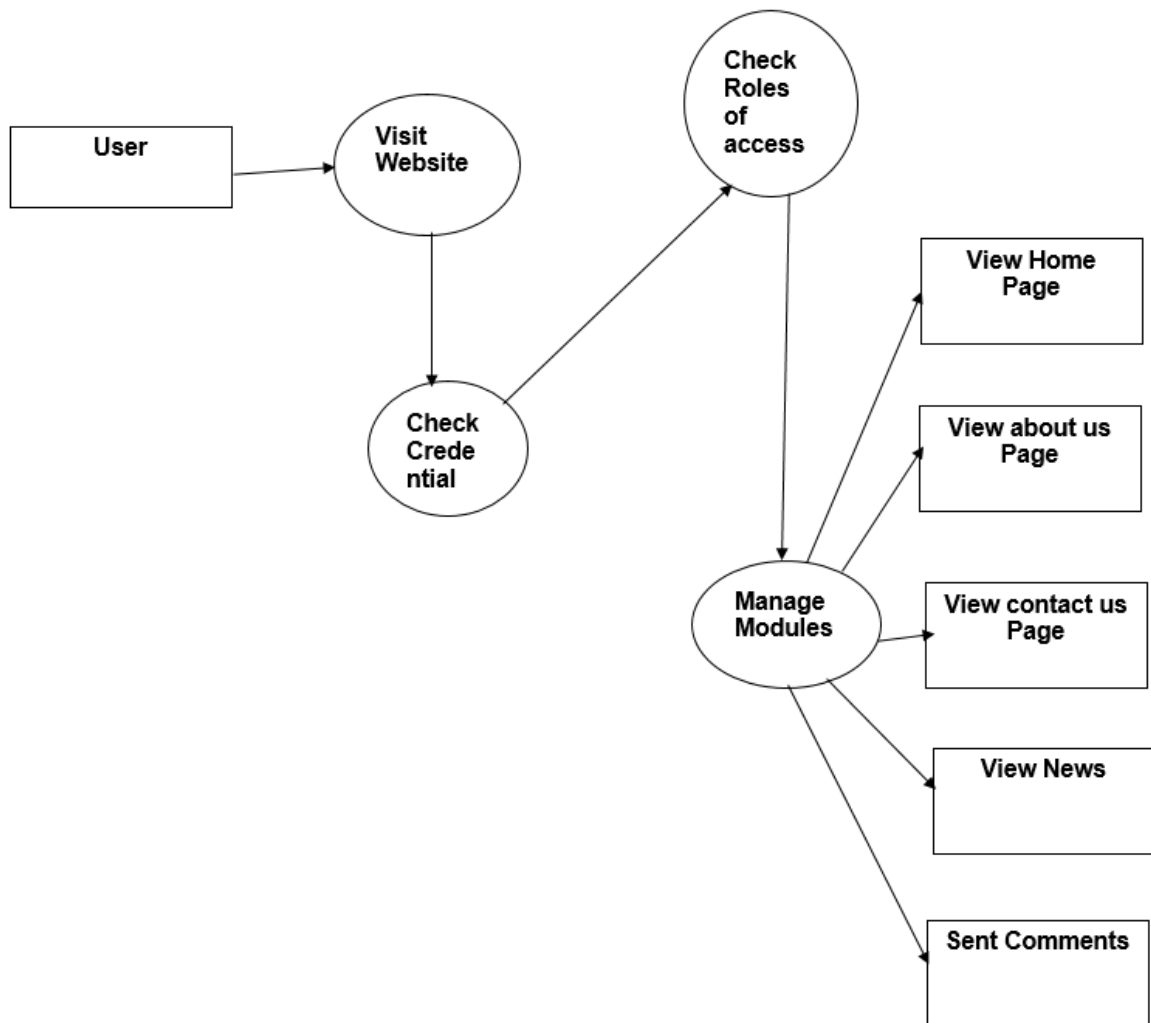 User
Visit
Website
Check
Crede
ntial
Check
Roles
of
access
Manage
Modules
View Home
Page
View about us
Page
View contact us
Page
View News
Sent Comments